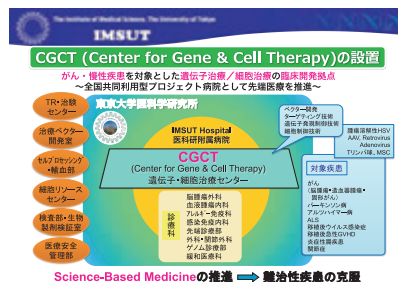 The Institute of Medical Science, The University of Tokyo
IMSUT
CGCT (Center for Gene & Cell Therapy)の設置
がん・慢性疾患を対象とした遺伝子治療／細胞治療の臨床開発拠点
～全国共同利用型プロジェクト病院として先端医療を推進～
TR・治験
センター
治療ベクター
開発室
セルプロセッシング
・輸血部
細胞リソース
センター
検査部・生物
製剤検証室
医療安全
管理部
東京大学医科学研究所
IMSUT Hospital
医科研附属病院
CGCT
(Center for Gene & Cell Therapy)
遺伝子・細胞治療センター
診療科
脳腫瘍外科
血液腫瘍内科
アレルギー免疫科
感染免疫内科
先端診療部
外科・関節外科
ゲノム診療部
緩和医療科
ベクター開発
ターゲティング技術
遺伝子発現制御技術
細胞制御技術
腫瘍溶解性HSV
AAV, Retrovirus
Adenovirus
Tリンパ球, MSC
対象疾患
がん
（脳腫瘍・血液腫瘍・
固形がん）
パーキンソン病
アルツハイマー病
ALS
移植後ウイルス感染症
移植後急性GVHD
炎症性腸疾患
関節症
Science-Based Medicineの推進 ➡ 難治性疾患の克服